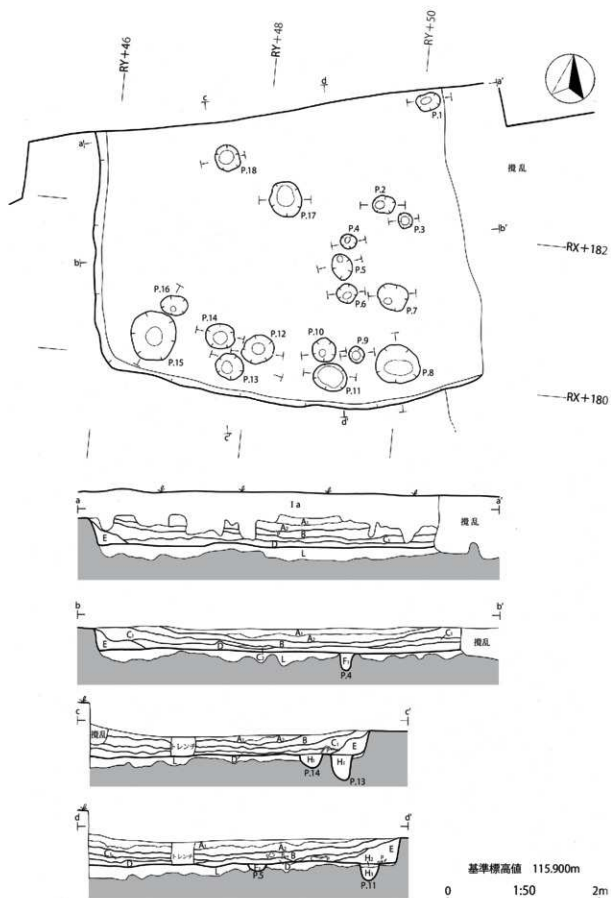 RY+46
RY+48
RY+50
c
d
a'
P.1
a
P.18
P.17
P.2
P.3
撹乱
b'
P.4
RX+182
b
P.5
P.16
P.6
P.7
P.14
P.12
P.10
P.9
P.15
P.13
P.11
P.8
RX+180
c'
d'
a
a'
Ia
A₁
撹乱
A₂
B
C₁
E
D
L
b
b'
C₁
A₁
C₁
A₂
E
D
B
撹乱
L
F₁
P.4
c
c'
撹乱
トレンチ
B
C₁
E
L
D
H₁
H₁
P.14
P.13
d
d'
A₁
トレンチ
A₂
B
E
L
D
H₂
P.5
H₁
P.11
基準標高値 115.900m
0 1:50 2m